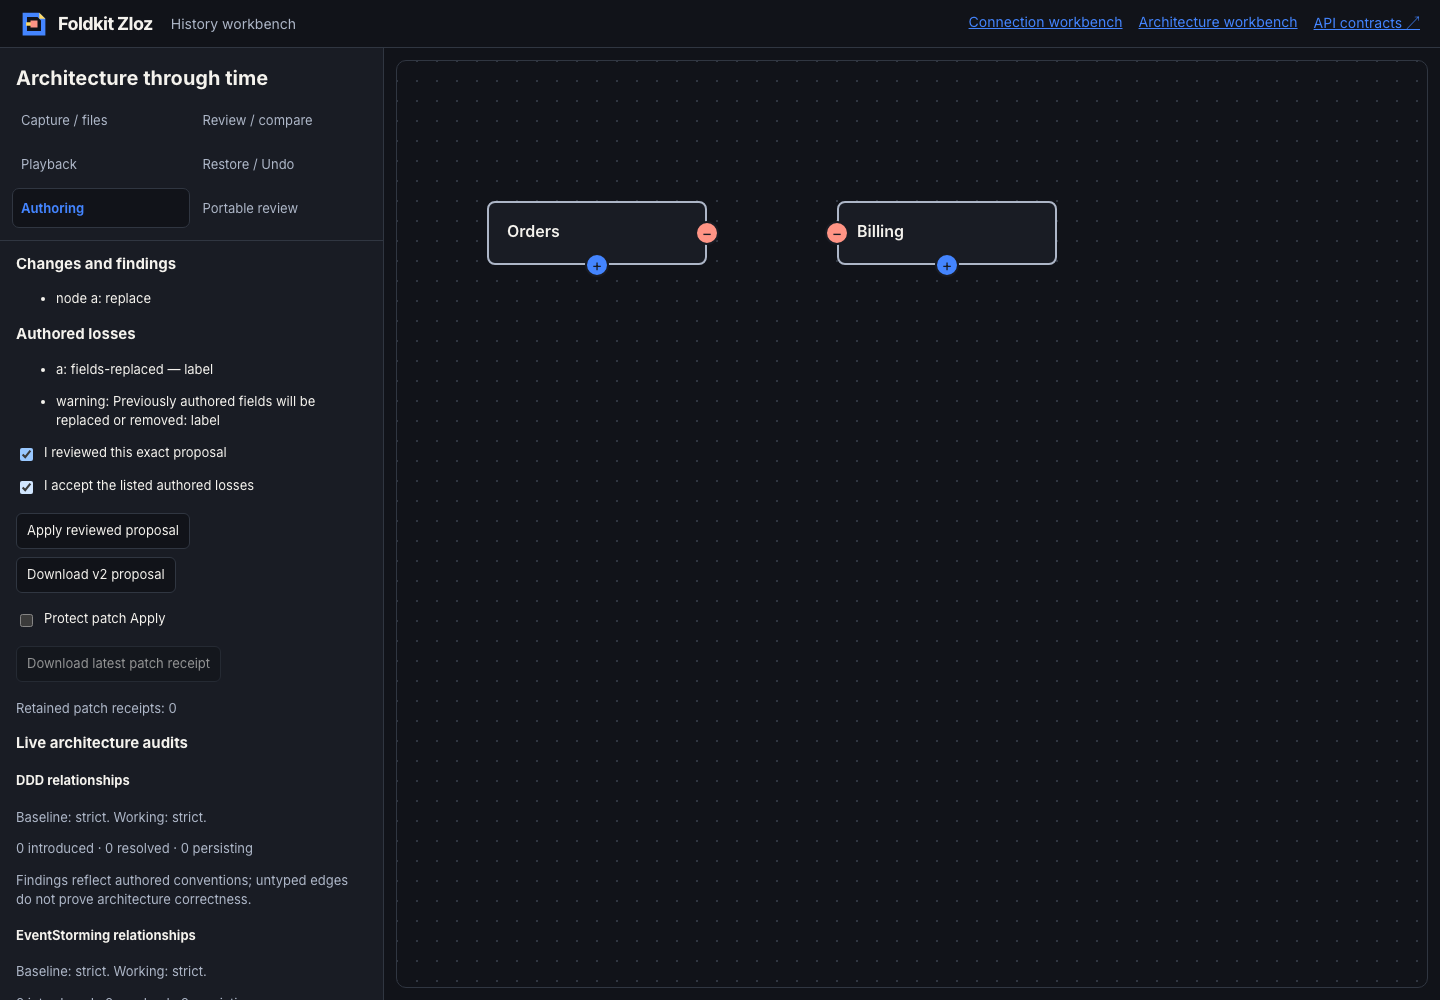 Foldkit Zloz
History workbench
Connection workbench
Architecture workbench
API contracts ↗
Architecture through time
Capture / files
Review / compare
Playback
Restore / Undo
Authoring
Portable review
Changes and findings
• node a: replace
Authored losses
• a: fields-replaced — label
• warning: Previously authored fields will be
replaced or removed: label
I reviewed this exact proposal
I accept the listed authored losses
Apply reviewed proposal
Download v2 proposal
Protect patch Apply
Download latest patch receipt
Retained patch receipts: 0
Live architecture audits
DDD relationships
Baseline: strict. Working: strict.
0 introduced · 0 resolved · 0 persisting
Findings reflect authored conventions; untyped edges
do not prove architecture correctness.
EventStorming relationships
Baseline: strict. Working: strict.
Orders
−
+
Billing
−
+